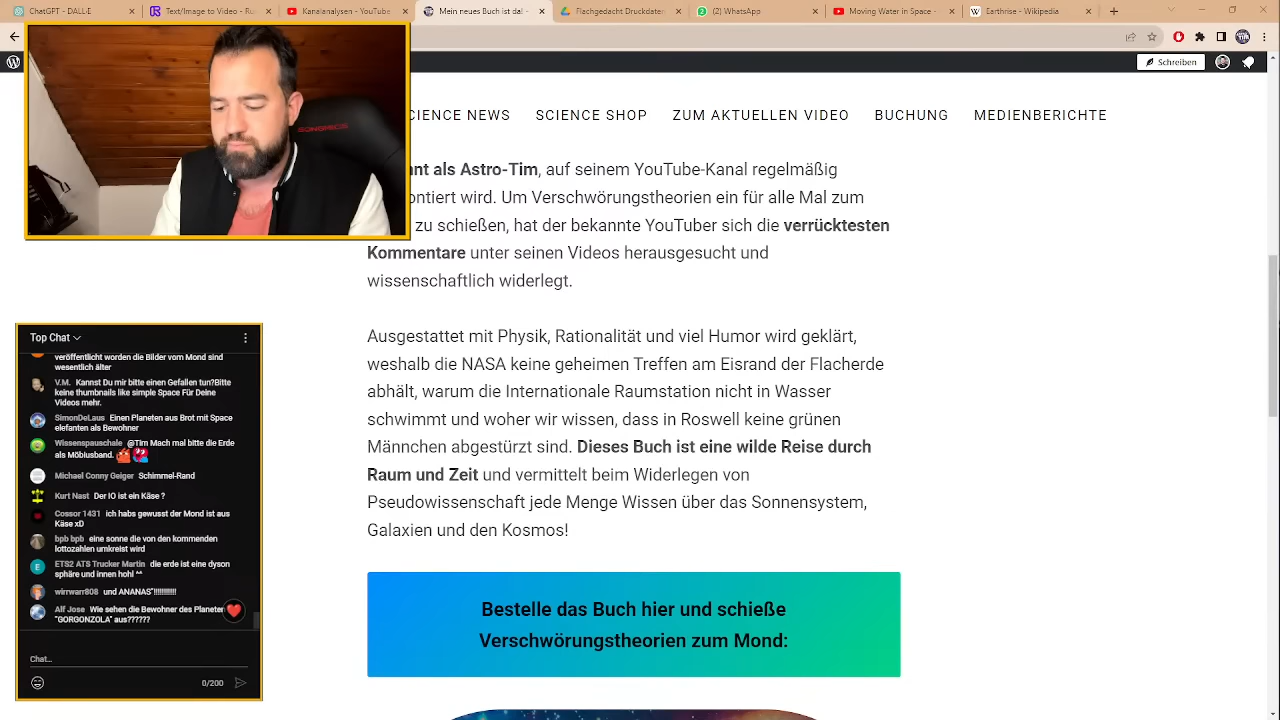 ChatGPT - DALL·E
Text/Image to Video - Ru
Kanalanalysen - YouTube
Mein neues Buch ist da! -
Flachgedacht Druckdatei
(2) WhatsApp
Moving Water in Space -
Earthrise - Wikipedia
Schreiben
CIENCE NEWS
SCIENCE SHOP
ZUM AKTUELLEN VIDEO
BUCHUNG
MEDIENBERICHTE
nt als Astro-Tim, auf seinem YouTube-Kanal regelmäßig
ontiert wird. Um Verschwörungstheorien ein für alle Mal zum
zu schießen, hat der bekannte YouTuber sich die verrücktesten
Kommentare unter seinen Videos herausgesucht und
wissenschaftlich widerlegt.
Ausgestattet mit Physik, Rationalität und viel Humor wird geklärt,
weshalb die NASA keine geheimen Treffen am Eisrand der Flacherde
abhält, warum die Internationale Raumstation nicht in Wasser
schwimmt und woher wir wissen, dass in Roswell keine grünen
Männchen abgestürzt sind. Dieses Buch ist eine wilde Reise durch
Raum und Zeit und vermittelt beim Widerlegen von
Pseudowissenschaft jede Menge Wissen über das Sonnensystem,
Galaxien und den Kosmos!
Bestelle das Buch hier und schieße
Verschwörungstheorien zum Mond:
Top Chat
veröffentlicht worden die Bilder vom Mond sind
wesentlich älter
V.M. Kannst Du mir bitte einen Gefallen tun?Bitte
keine thumbnails like simple Space Für Deine
Videos mehr.
SimonDeLaus Einen Planeten aus Brot mit Space
elefanten als Bewohner
Wissenspauschale @Tim Mach mal bitte die Erde
als Möbiusband.
Michael Conny Geiger Schimmel-Rand
Kurt Nast Der IO ist ein Käse ?
Cossor 1431 ich habs gewusst der Mond ist aus
Käse xD
bpb bpb eine sonne die von den kommenden
lottozahlen umkreist wird
E ETS2 ATS Trucker Martin die erde ist eine dyson
sphäre und innen hohl ^^
wirrwarr808 und ANANAS"!!!!!!!!!!!
Alf Jose Wie sehen die Bewohner des Planeten
"GORGONZOLA" aus??????
Chat...
0/200